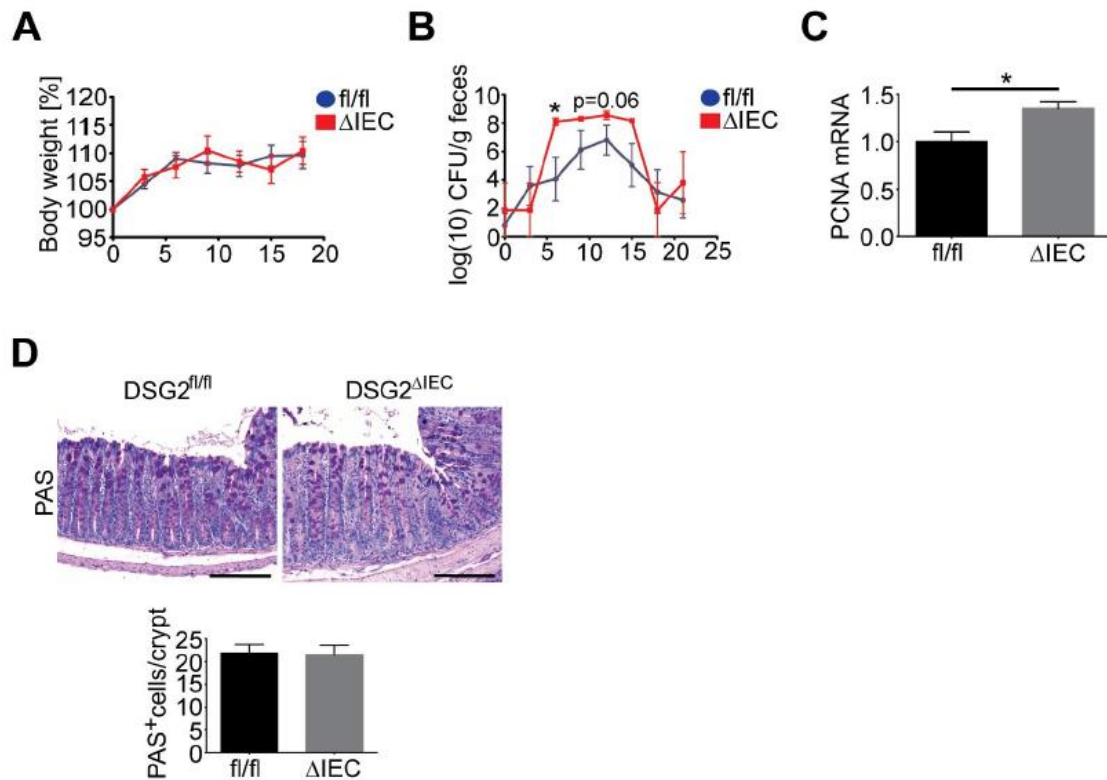 A
Body weight [%]
120
115
110
105
100
95
0 5 10 15 20
fl/fl
ΔIEC
B
log(10) CFU/g feces
10
8
6
4
2
0
0 5 10 15 20 25
* p=0.06
fl/fl
ΔIEC
C
PCNA mRNA
1.5
1.0
0.5
0.0
*
fl/fl ΔIEC
D
DSG2fl/fl DSG2ΔIEC
PAS
PAS+cells/crypt
25
20
15
10
5
0
fl/fl ΔIEC